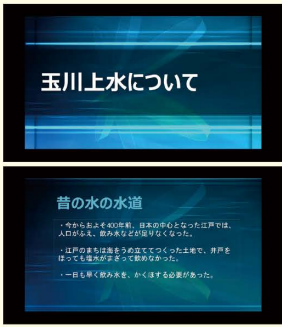 玉川上水について
昔の水の水道
・今からおよそ400年前、日本の中心となった江戸では、
人口がふえ、飲み水などが足りなくなった。
・江戸のまちは海をうめ立ててつくった土地で、井戸を
ほっても塩水がまざって飲めなかった。
・一日も早く飲み水を、かくほする必要があった。